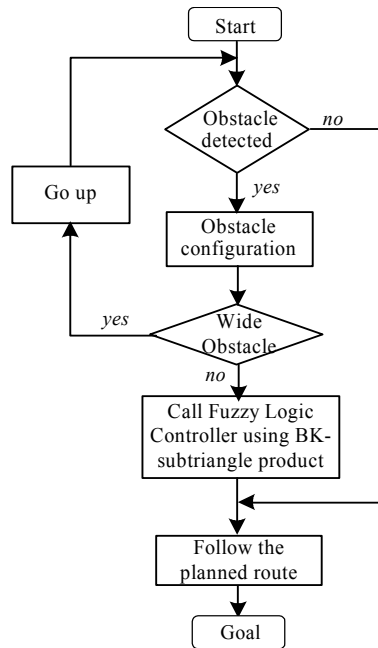 Start
Obstacle
detected
no
yes
Go up
Obstacle
configuration
yes
Wide
Obstacle
no
Call Fuzzy Logic
Controller using BK-
subtriangle product
Follow the
planned route
Goal